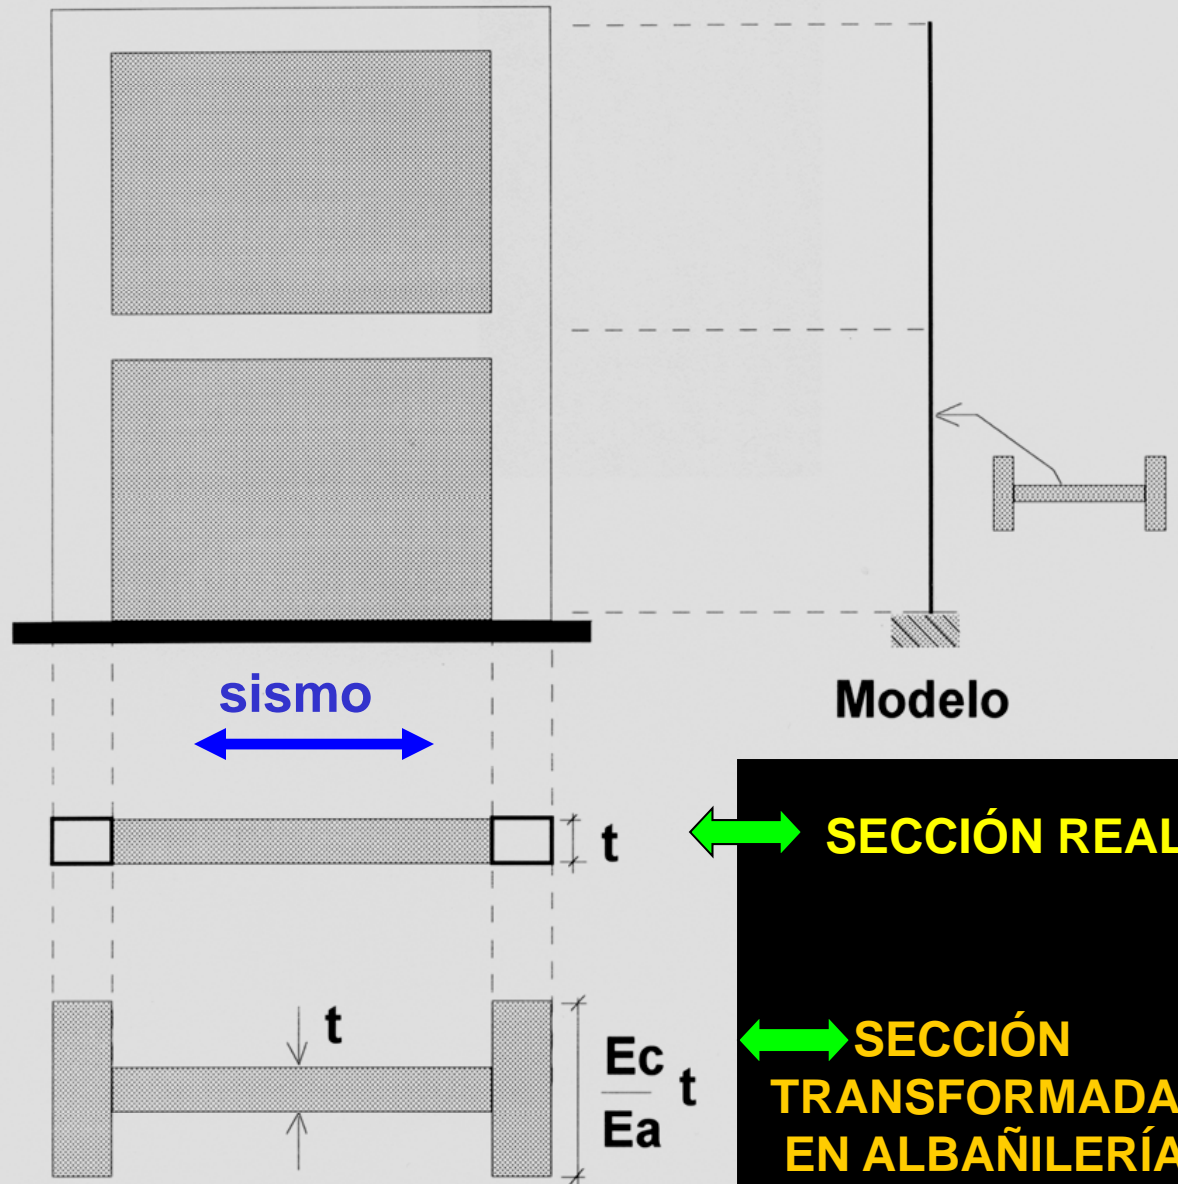 sismo
Modelo
t
SECCIÓN REAL
t
Ec
Ea
t
SECCIÓN
TRANSFORMADA
EN ALBAÑILERÍA